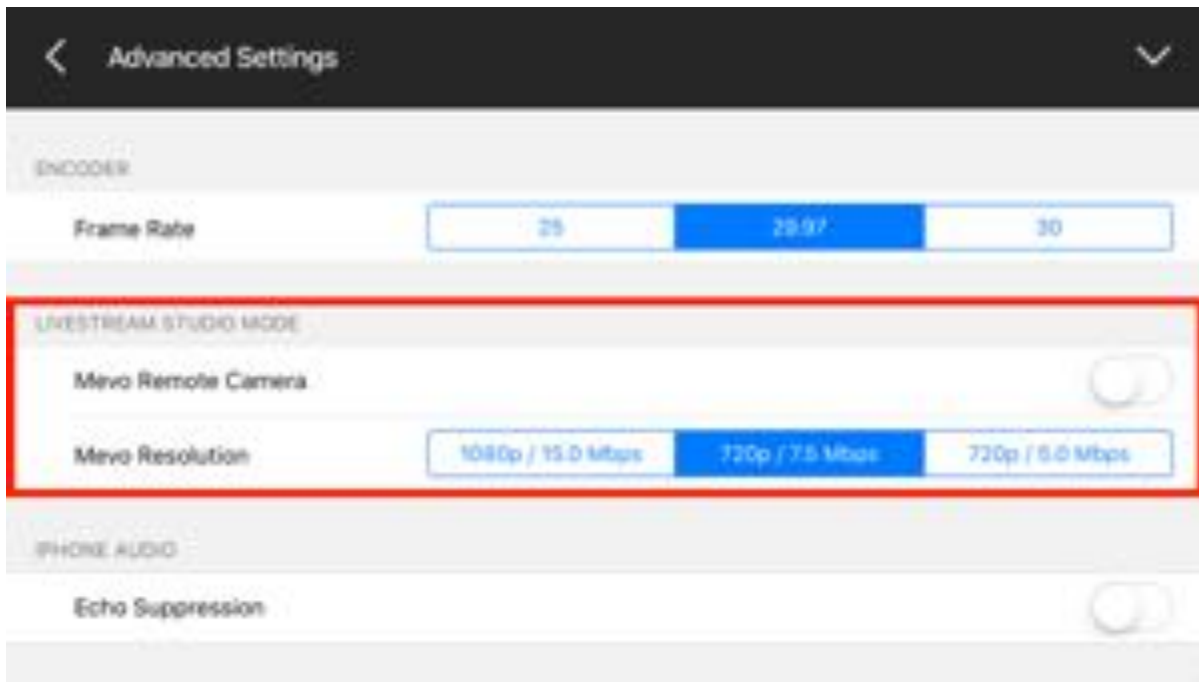 Advanced Settings
ENCODER
Frame Rate 25 29.97 30
LIVESTREAM STUDIO MODE
Mevo Remote Camera
Mevo Resolution 1080p / 15.0 Mbps 720p / 7.5 Mbps 720p / 5.0 Mbps
IPHONE AUDIO
Echo Suppression